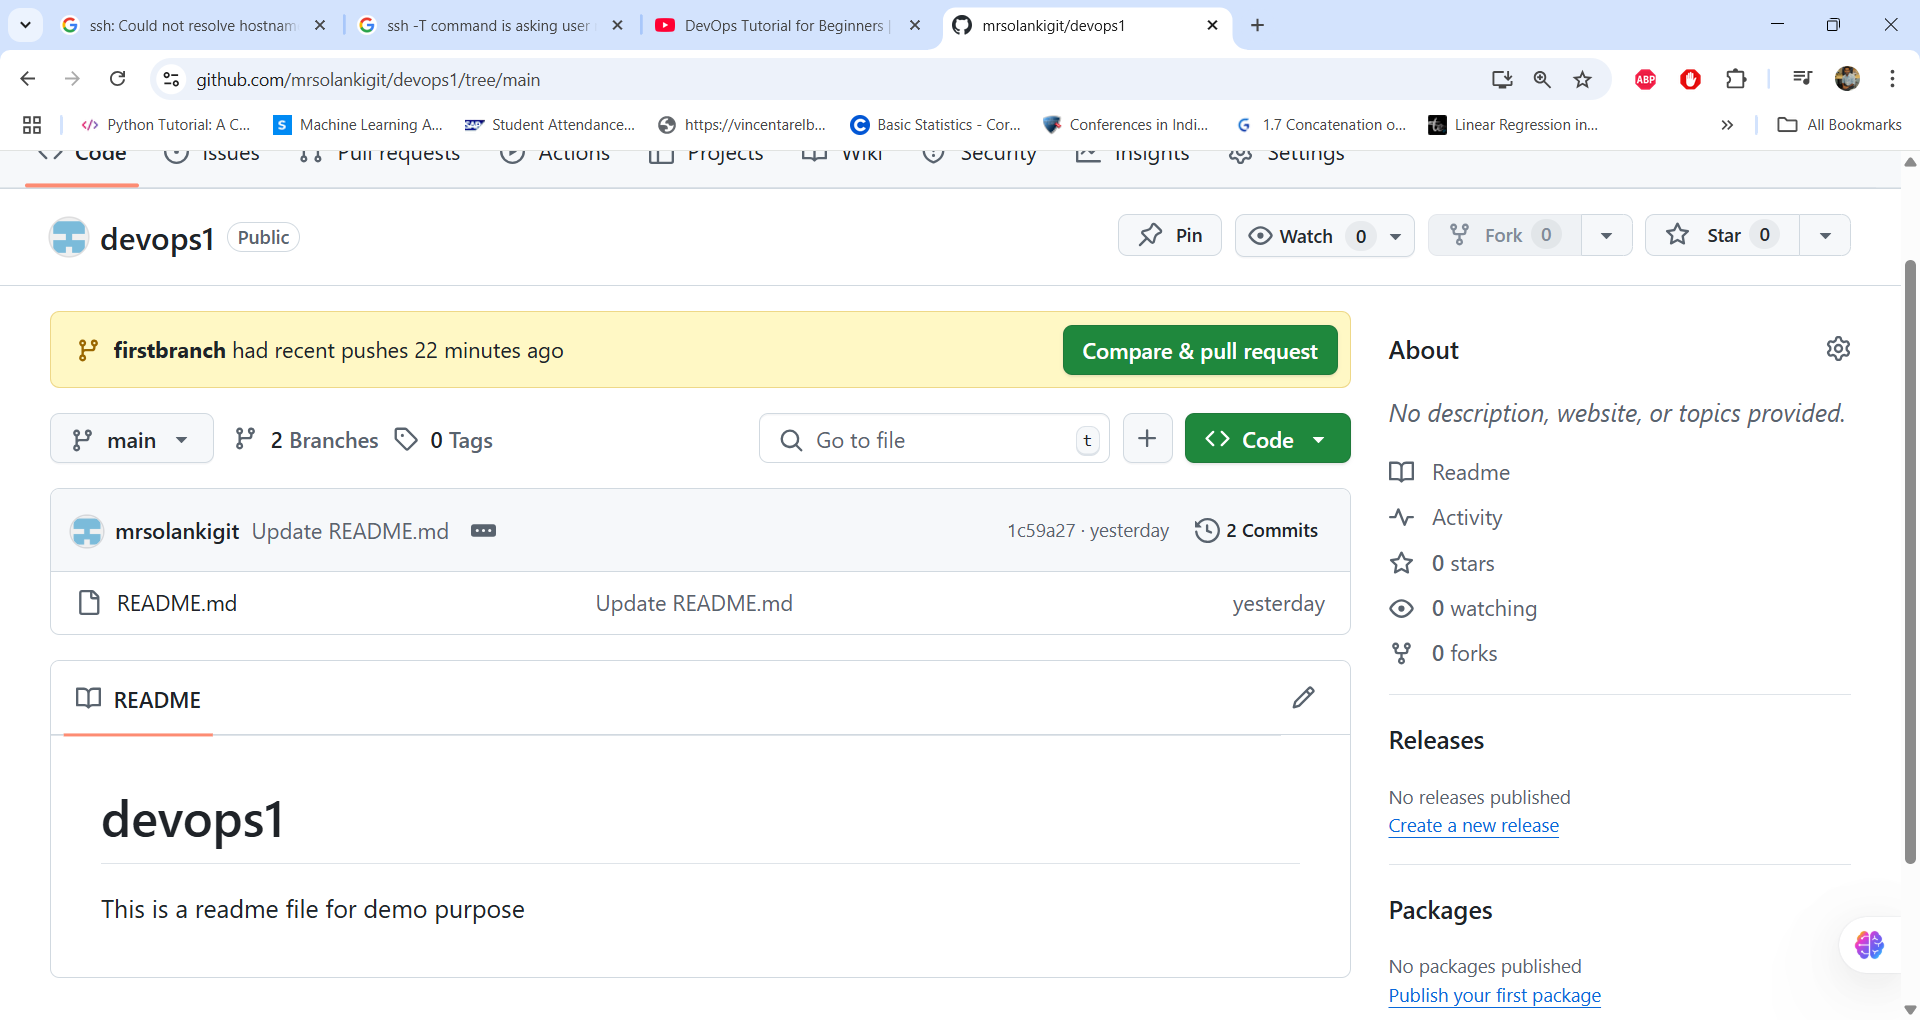 ssh: Could not resolve hostnam
ssh -T command is asking user
DevOps Tutorial for Beginners |
mrsolankigit/devops1
github.com/mrsolankigit/devops1/tree/main
ABP
Python Tutorial: A C...
S Machine Learning A...
SAP Student Attendance...
https://vincentarelb...
C Basic Statistics - Cor...
Conferences in Indi...
G 1.7 Concatenation o...
te Linear Regression in...
All Bookmarks
Code
Issues
Pull requests
Actions
Projects
Wiki
Security
Insights
Settings
devops1 Public
Pin
Watch 0
Fork 0
Star 0
firstbranch had recent pushes 22 minutes ago
Compare & pull request
main
2 Branches
0 Tags
Go to file t
+
<> Code
mrsolankigit Update README.md ...
1c59a27 · yesterday
2 Commits
README.md Update README.md yesterday
README
devops1
This is a readme file for demo purpose
About
No description, website, or topics provided.
Readme
Activity
0 stars
0 watching
0 forks
Releases
No releases published
Create a new release
Packages
No packages published
Publish your first package